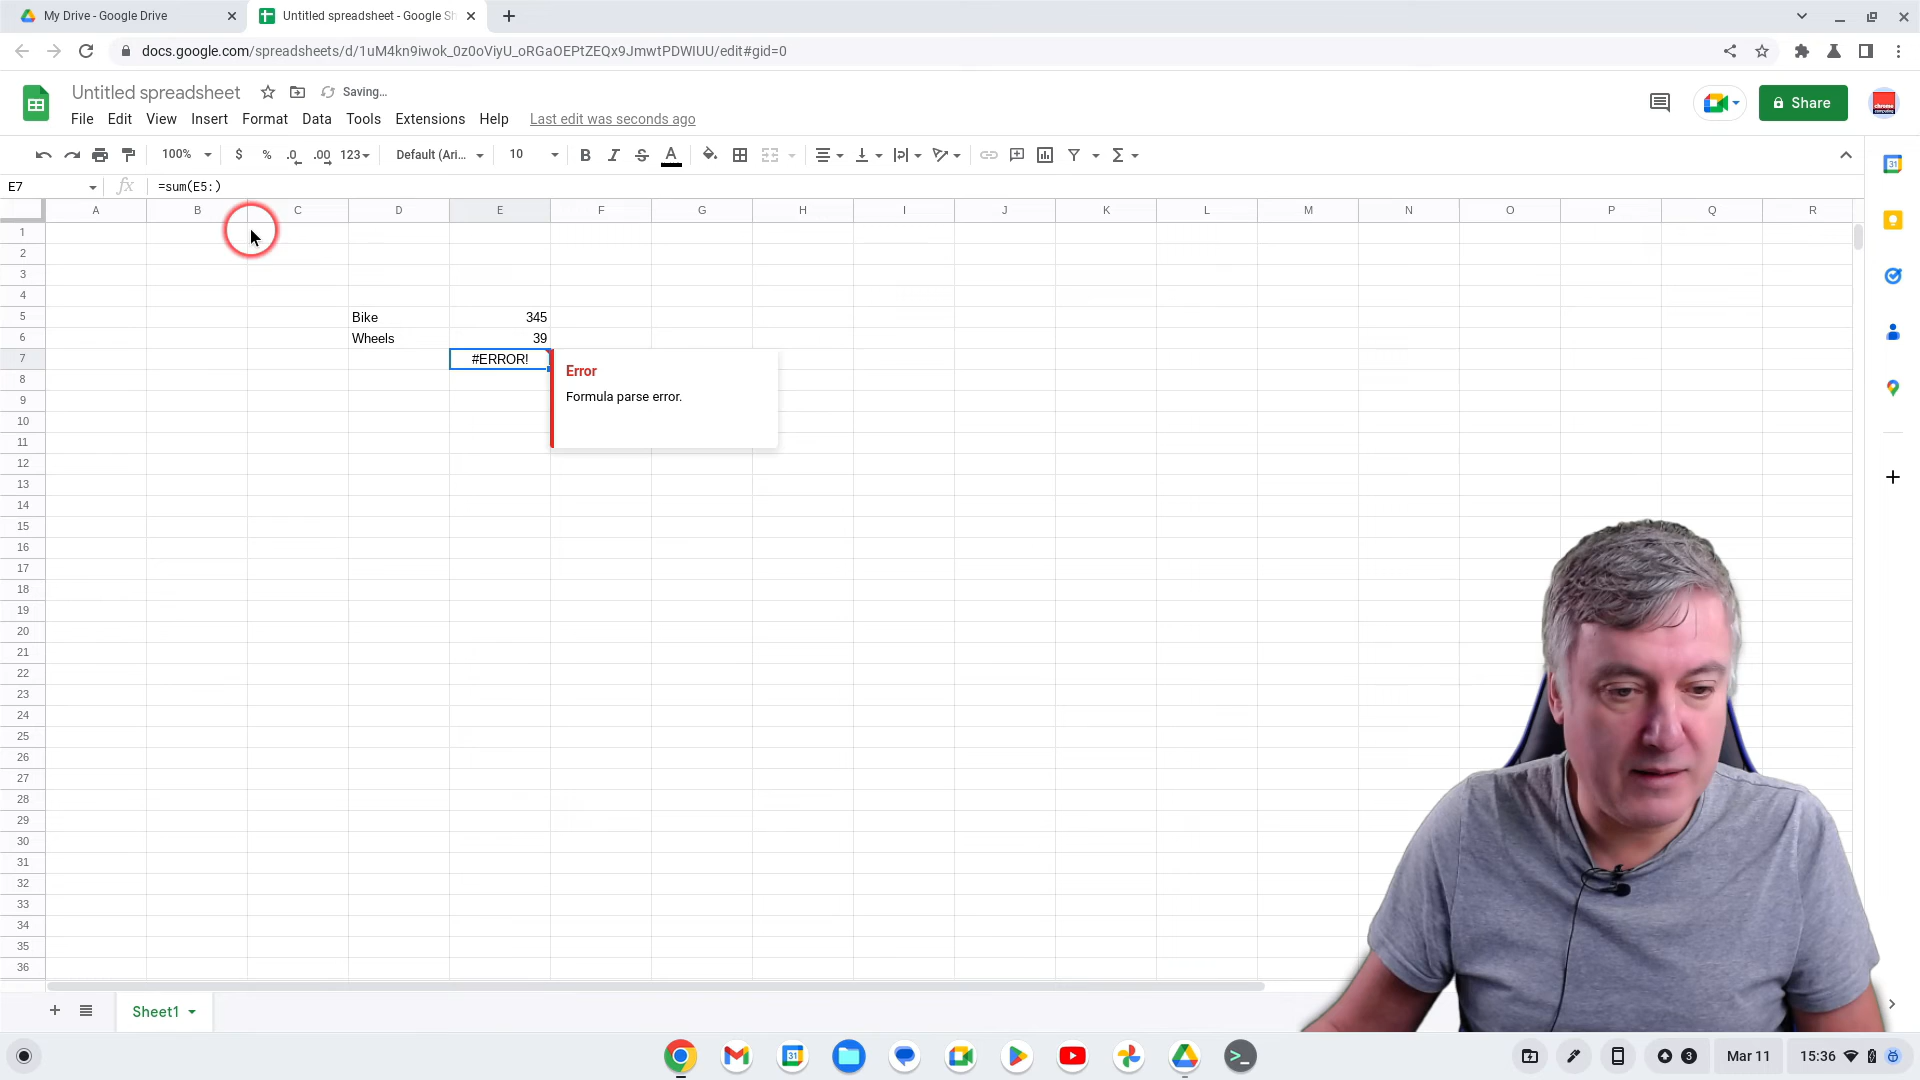 My Drive - Google Drive
Untitled spreadsheet - Google Sh
docs.google.com/spreadsheets/d/1uM4kn9iwok_0z0oViyU_oRGaOEPtZEQx9JmwtPDWIUU/edit#gid=0
Untitled spreadsheet
Saving…
Share
File Edit View Insert Format Data Tools Extensions Help Last edit was seconds ago
100% $ % .0 .00 123 Default (Ari... 10 B I S A
E7 fx =sum(E5:)
A B C D E F G H I J K L M N O P Q R
1
2
3
4
5 Bike 345
6 Wheels 39
7 #ERROR!
Error
Formula parse error.
8
9
10
11
12
13
14
15
16
17
18
19
20
21
22
23
24
25
26
27
28
29
30
31
32
33
34
35
36
Sheet1
3 Mar 11 15:36